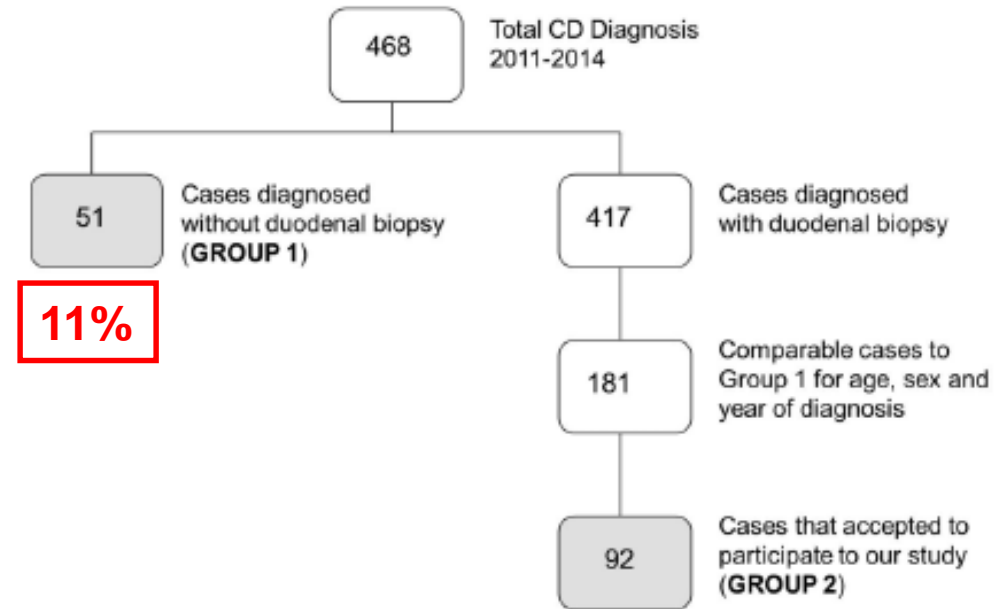 468
Total CD Diagnosis
2011-2014
51
Cases diagnosed
without duodenal biopsy
(GROUP 1)
417
Cases diagnosed
with duodenal biopsy
11%
181
Comparable cases to
Group 1 for age, sex and
year of diagnosis
92
Cases that accepted to
participate to our study
(GROUP 2)